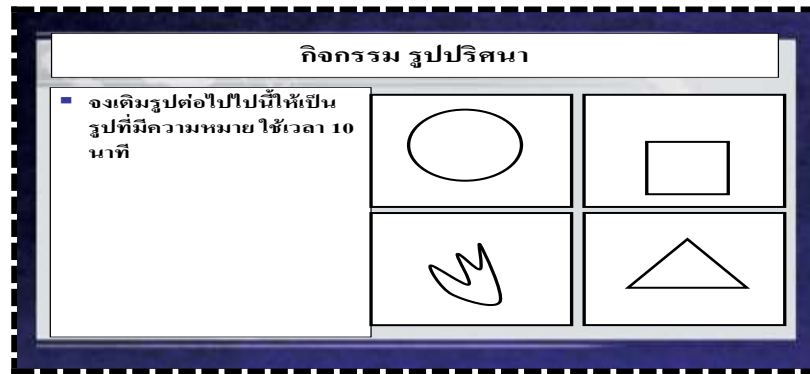 กิจกรรม รูปปริศนา
จงเติมรูปต่อไปไปนี้ให้เป็น
รูปที่มีความหมาย ใช้เวลา 10
นาที